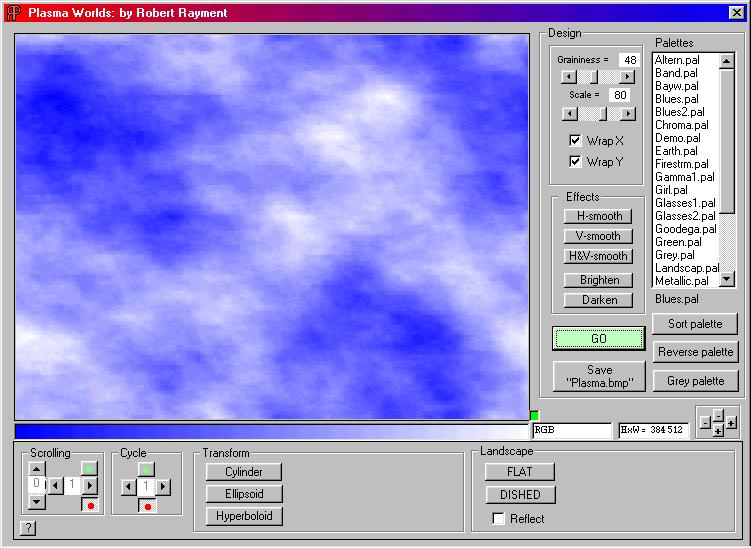 Plasma Worlds: by Robert Rayment
Design
Graininess = 48
Scale = 80
Wrap X
Wrap Y
Effects
H-smooth
V-smooth
H&V-smooth
Brighten
Darken
GO
Save
"Plasma.bmp"
Palettes
Altern.pal
Band.pal
Bayw.pal
Blues.pal
Blues2.pal
Chroma.pal
Demo.pal
Earth.pal
Firestrm.pal
Gamma1.pal
Girl.pal
Glasses1.pal
Glasses2.pal
Goodega.pal
Green.pal
Grey.pal
Landscap.pal
Metallic.pal
Blues.pal
Sort palette
Reverse palette
Grey palette
RGB
HxW = 384 512
Scrolling
0
1
Cycle
1
Transform
Cylinder
Ellipsoid
Hyperboloid
Landscape
FLAT
DISHED
Reflect
?